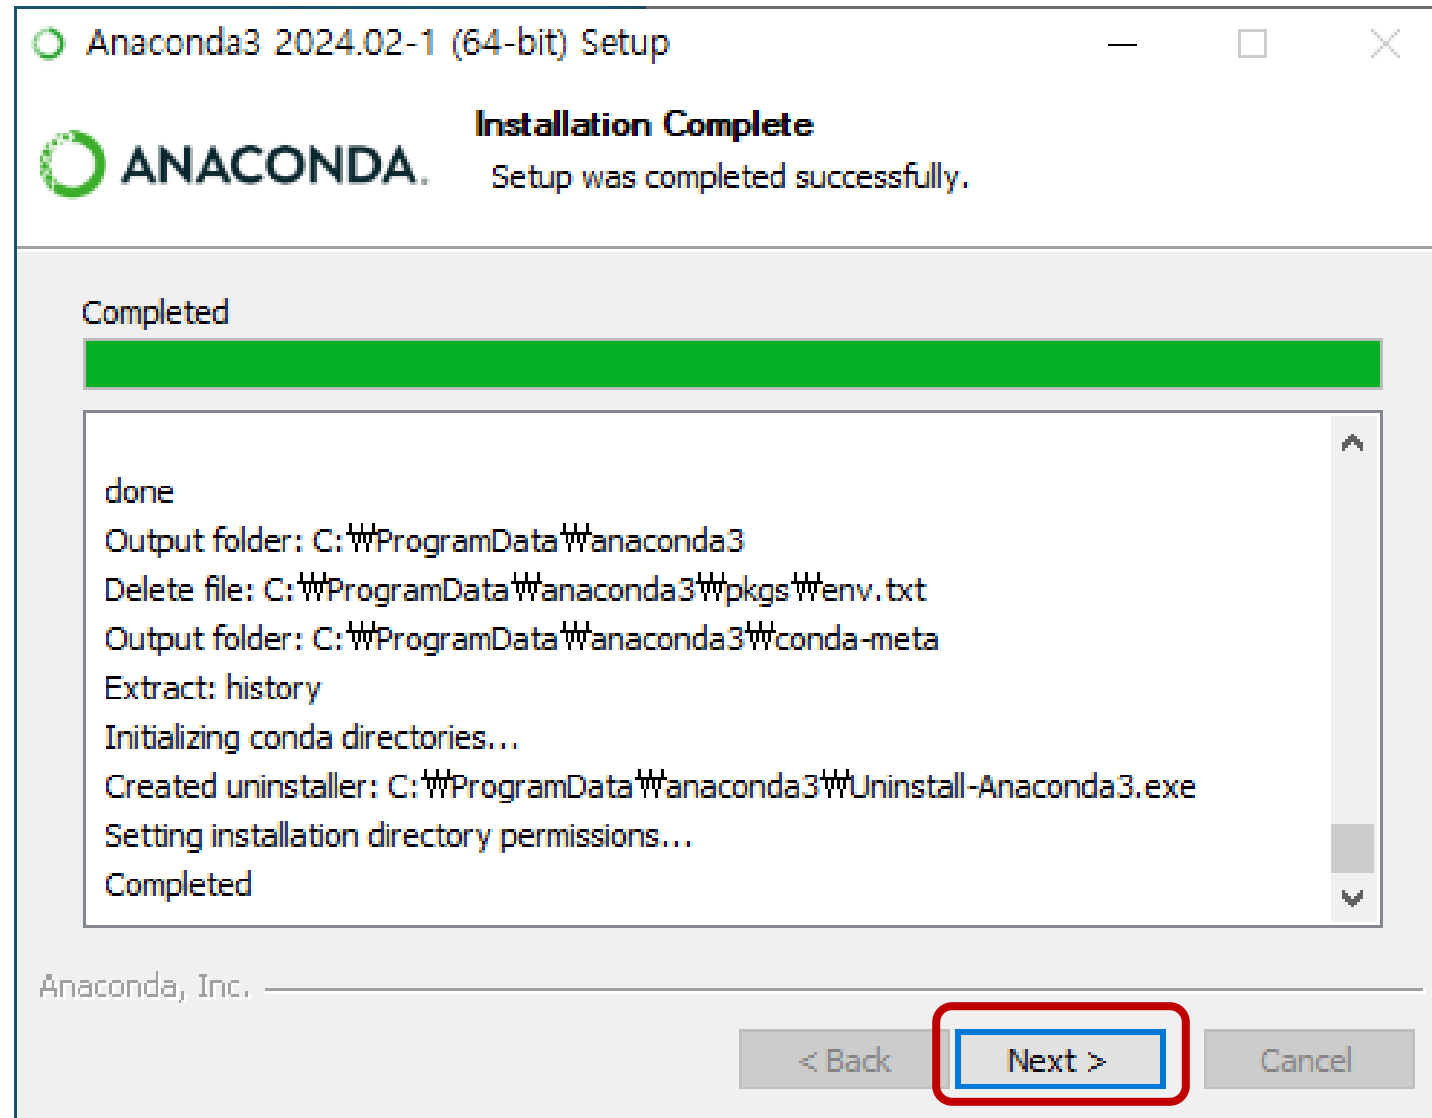 Anaconda3 2024.02-1 (64-bit) Setup
ANACONDA.
Installation Complete
Setup was completed successfully.
Completed
done
Output folder: C:₩ProgramData₩anaconda3
Delete file: C:₩ProgramData₩anaconda3₩pkgs₩env.txt
Output folder: C:₩ProgramData₩anaconda3₩conda-meta
Extract: history
Initializing conda directories...
Created uninstaller: C:₩ProgramData₩anaconda3₩Uninstall-Anaconda3.exe
Setting installation directory permissions...
Completed
Anaconda, Inc.
< Back
Next >
Cancel